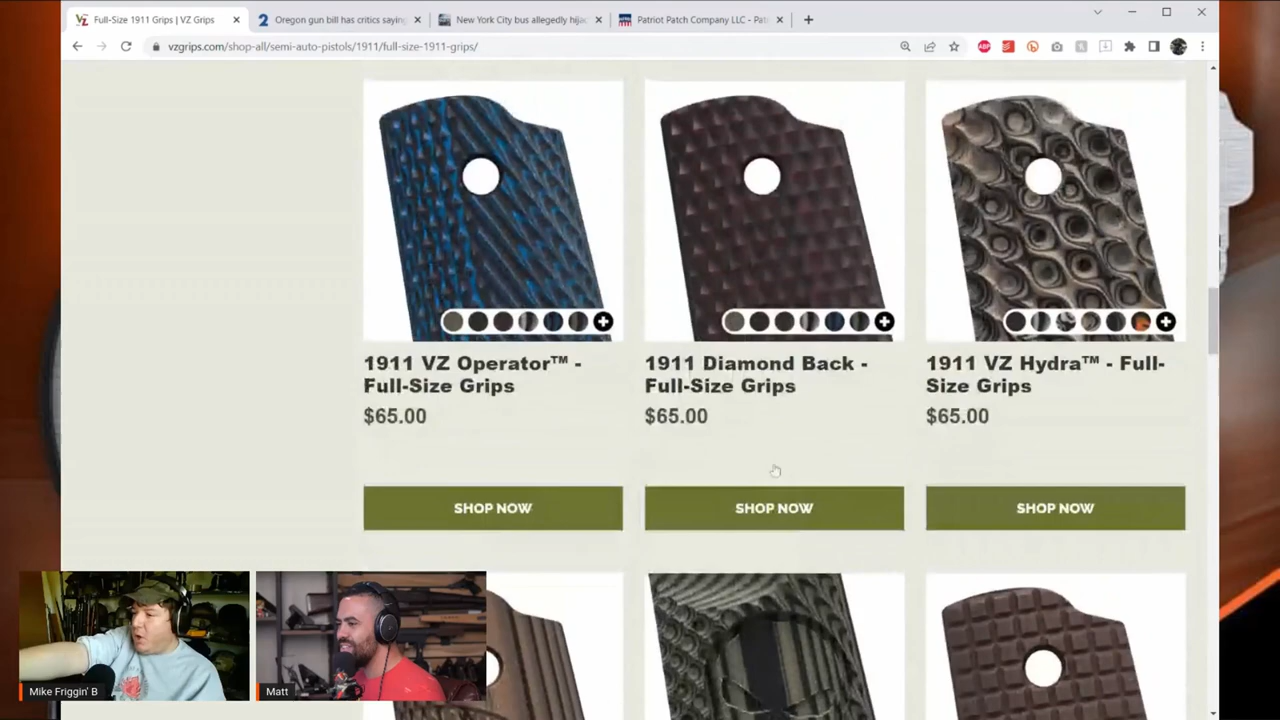 Full-Size 1911 Grips | VZ Grips
Oregon gun bill has critics saying
New York City bus allegedly hijac
Patriot Patch Company LLC - Pat
vzgrips.com/shop-all/semi-auto-pistols/1911/full-size-1911-grips/
1911 VZ Operator™ -
Full-Size Grips
$65.00
SHOP NOW
1911 Diamond Back -
Full-Size Grips
$65.00
SHOP NOW
1911 VZ Hydra™ - Full-
Size Grips
$65.00
SHOP NOW
Mike Friggin' B
Matt